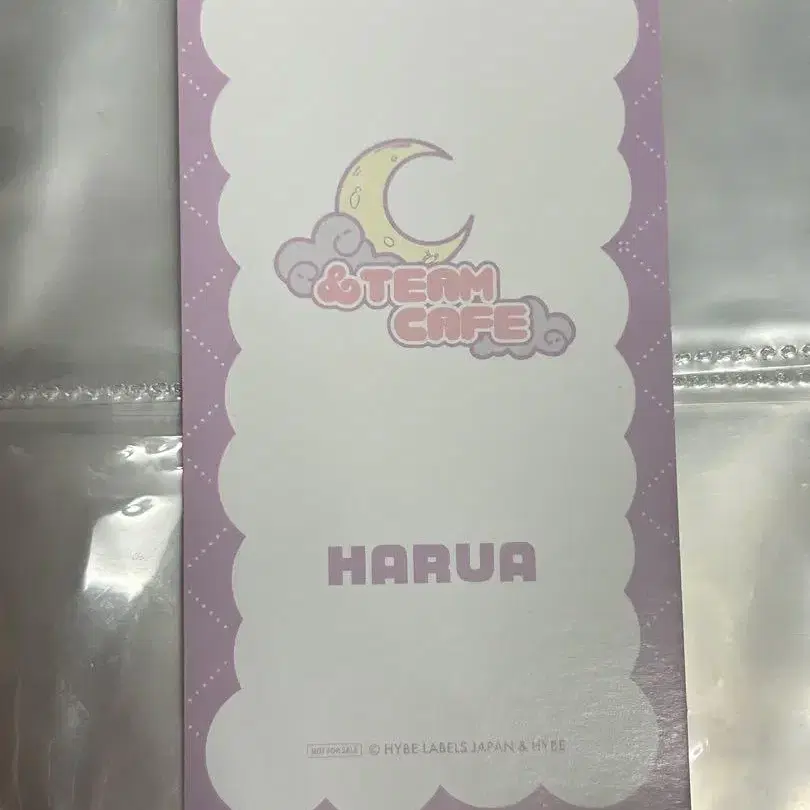 &TEAM
CAFE
HARUA
NOT FOR SALE © HYBE LABELS JAPAN & HYBE